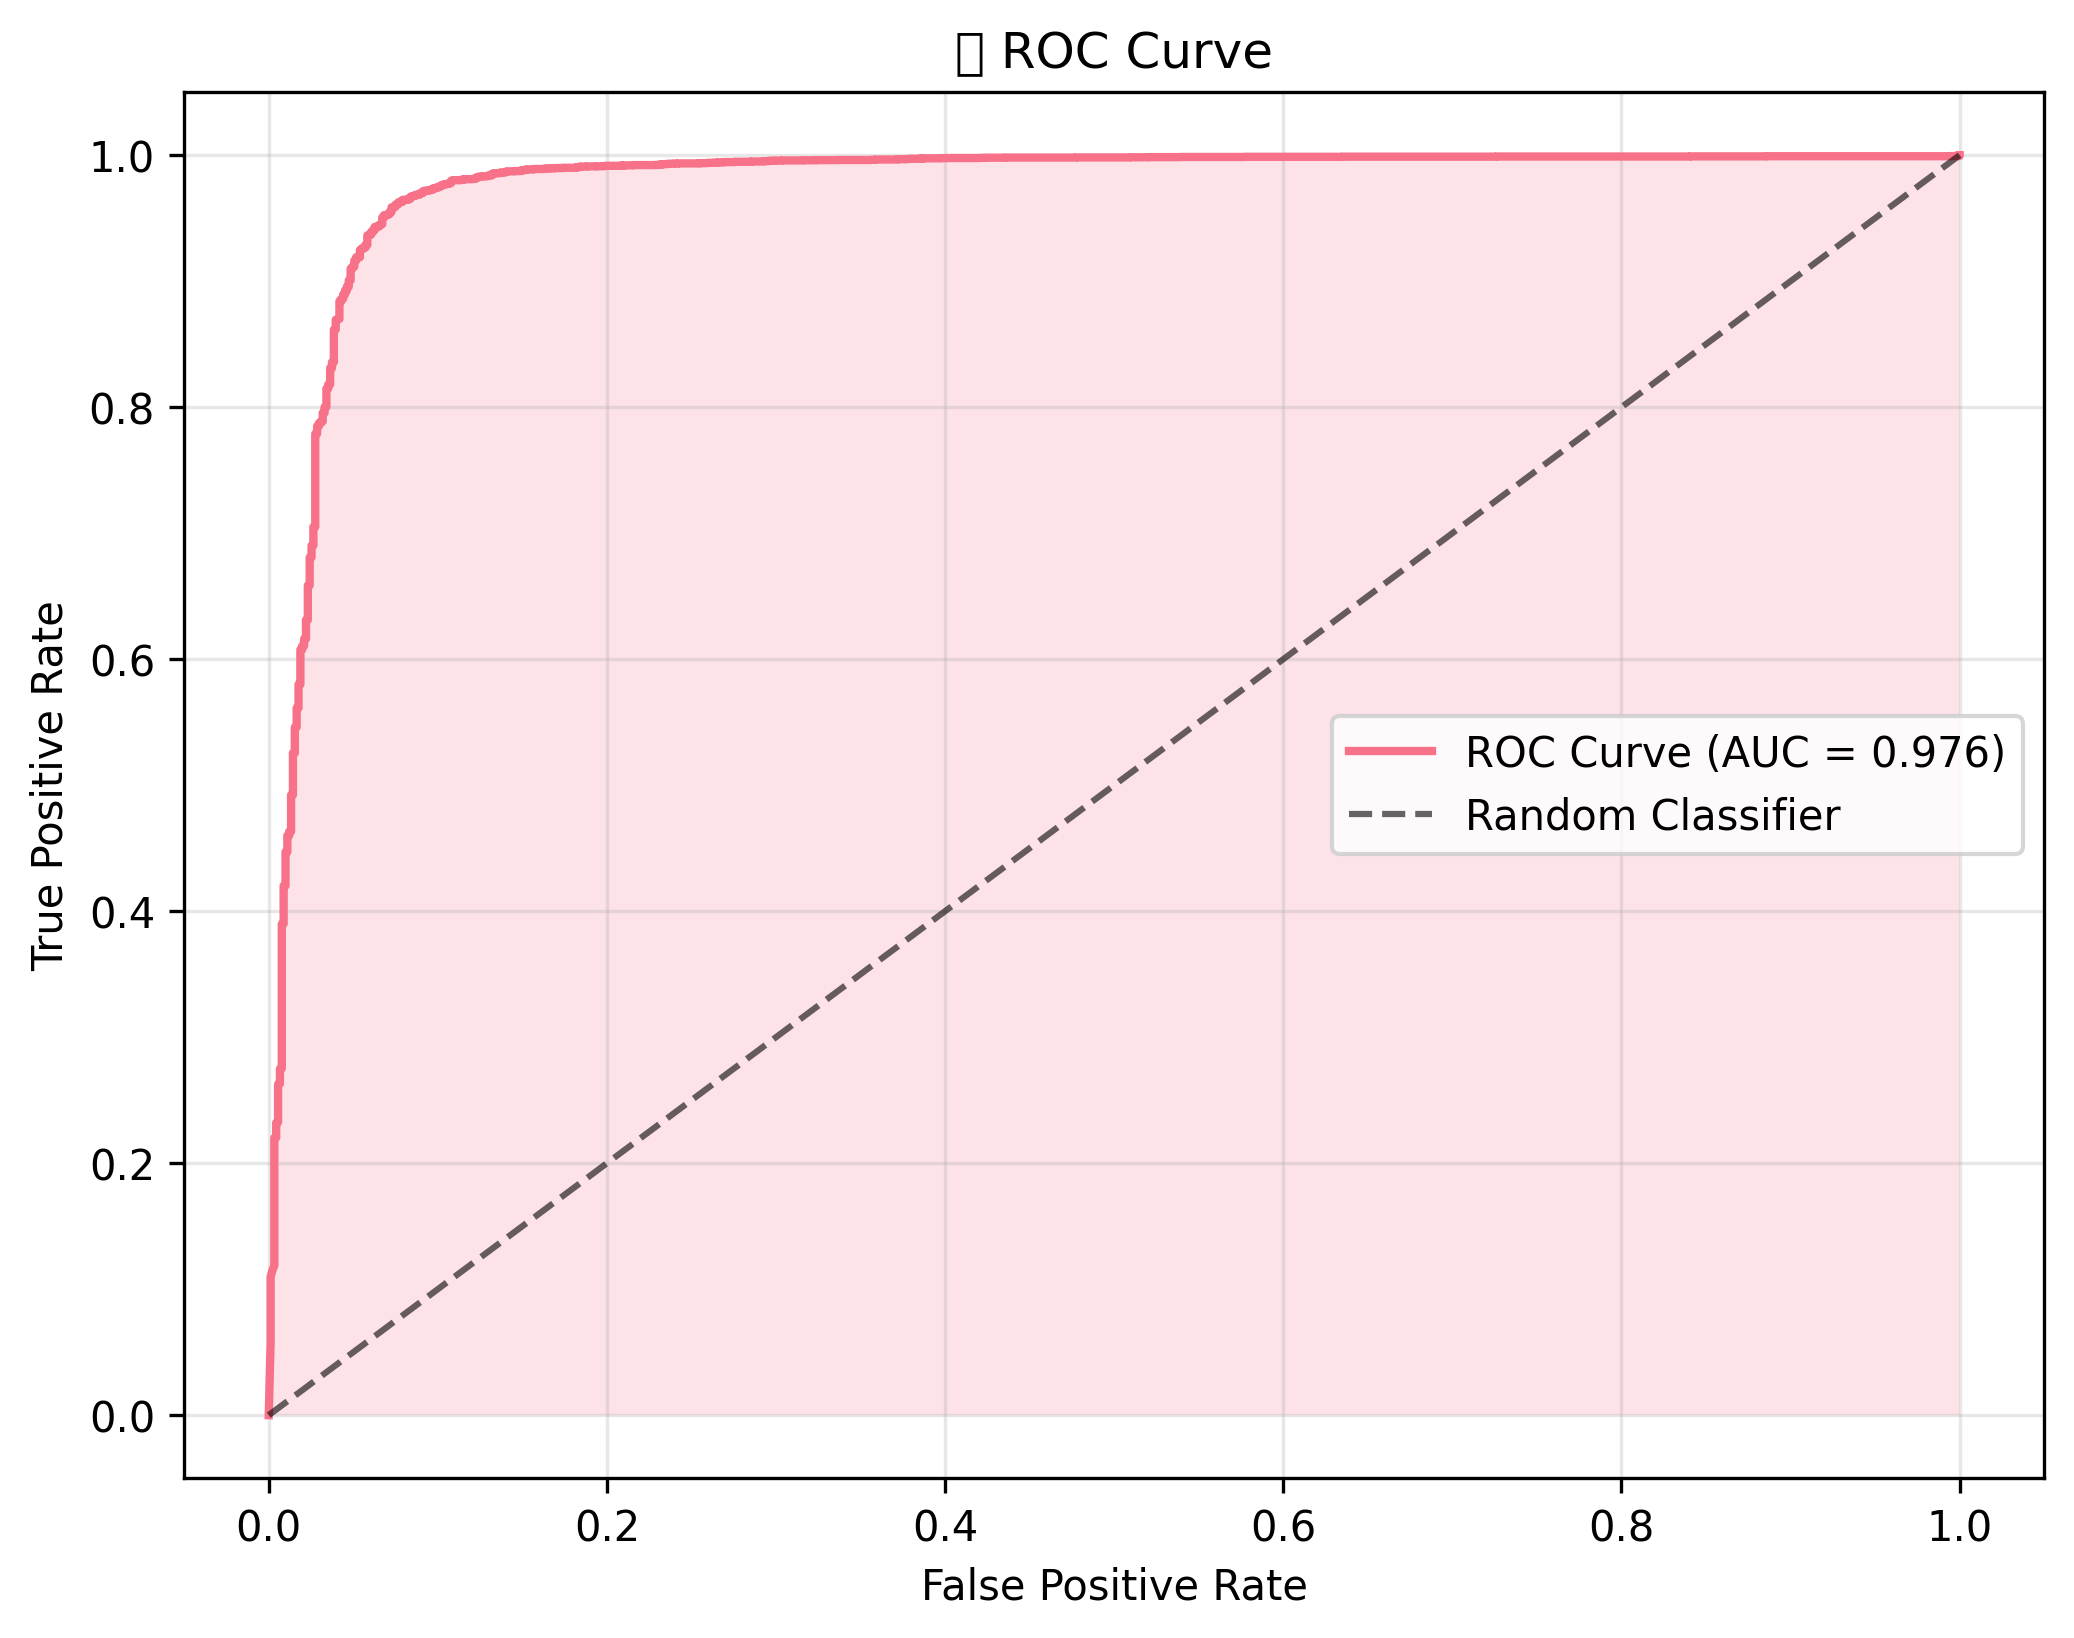 ROC Curve
1.0
0.8
0.6
0.4
0.2
0.0
True Positive Rate
ROC Curve (AUC = 0.976)
Random Classifier
0.0 0.2 0.4 0.6 0.8 1.0
False Positive Rate